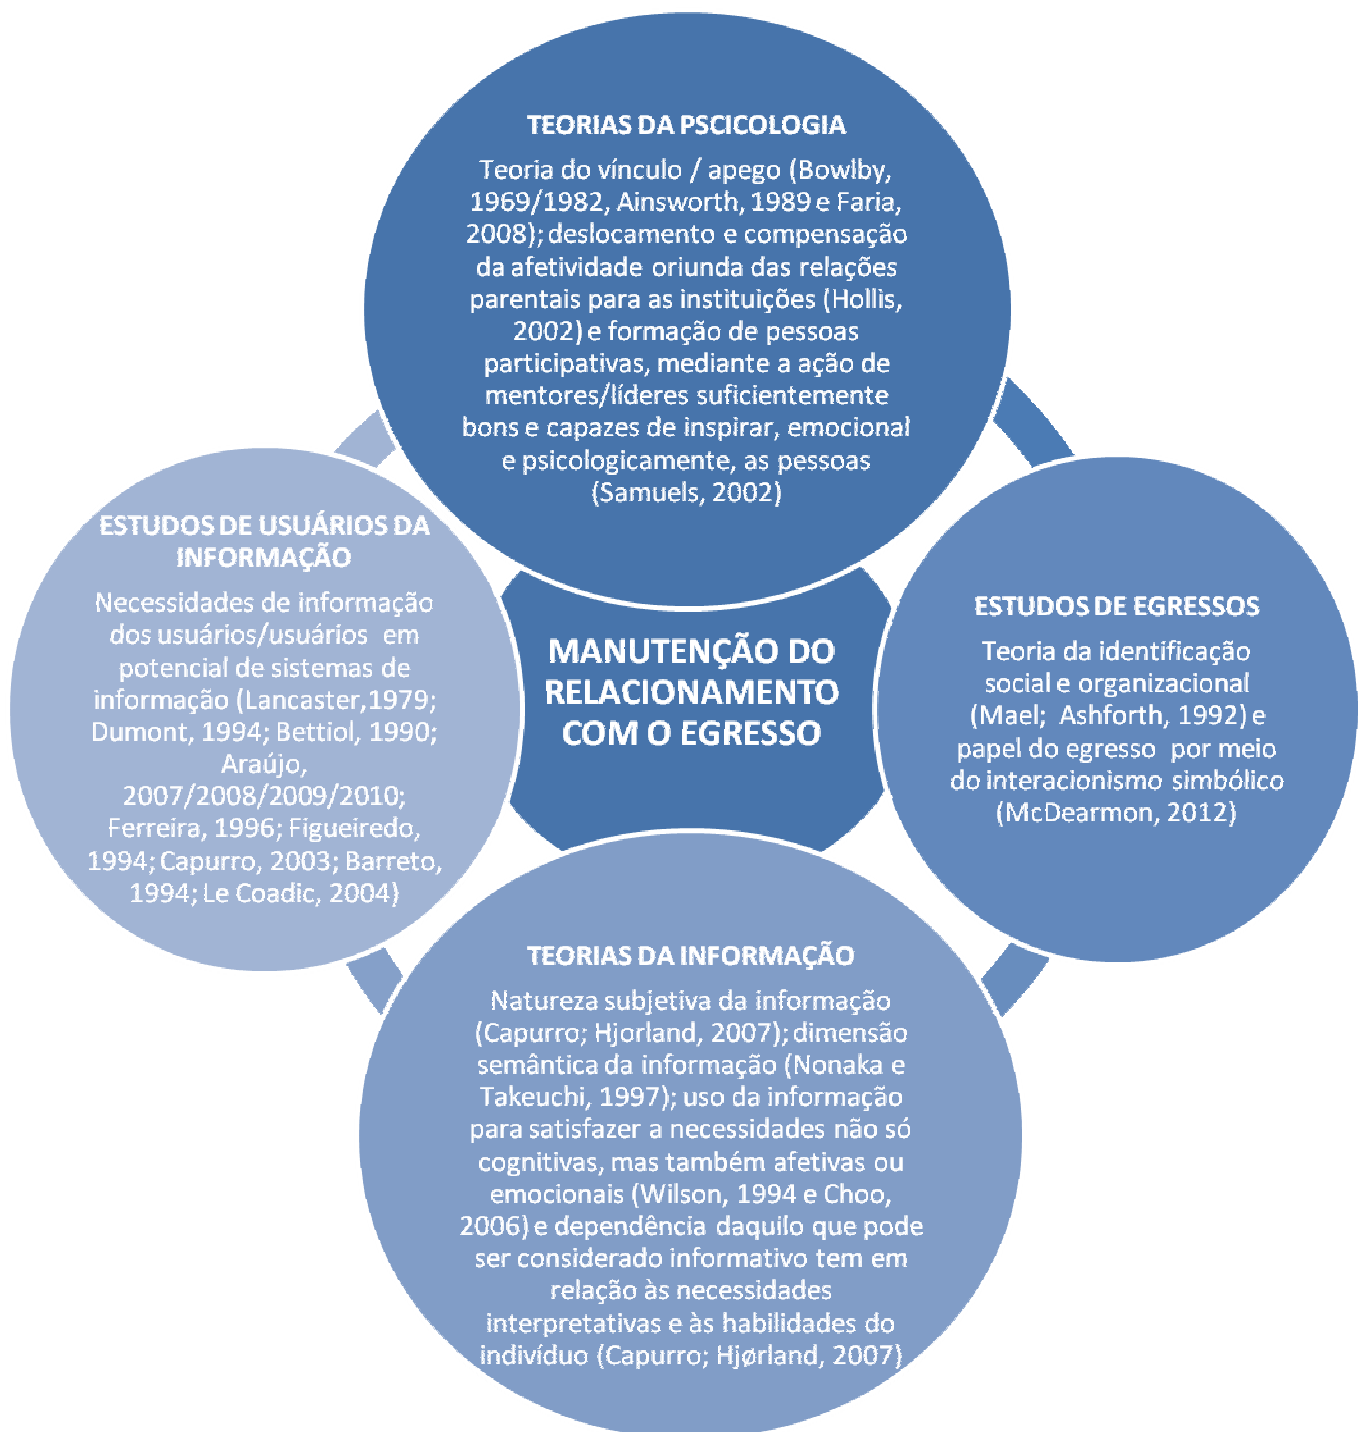 TEORIAS DA PSCICOLOGIA
Teoria do vínculo / apego (Bowlby,
1969/1982, Ainsworth, 1989 e Faria,
2008); deslocamento e compensação
da afetividade oriunda das relações
parentais para as instituições (Hollis,
2002) e formação de pessoas
participativas, mediante a ação de
mentores/líderes suficientemente
bons e capazes de inspirar, emocional
e psicologicamente, as pessoas
(Samuels, 2002)
ESTUDOS DE USUÁRIOS DA
INFORMAÇÃO
Necessidades de informação
dos usuários/usuários em
potencial de sistemas de
informação (Lancaster,1979;
Dumont, 1994; Bettiol, 1990;
Araújo,
2007/2008/2009/2010;
Ferreira, 1996; Figueiredo,
1994; Capurro, 2003; Barreto,
1994; Le Coadic, 2004)
MANUTENÇÃO DO
RELACIONAMENTO
COM O EGRESSO
ESTUDOS DE EGRESSOS
Teoria da identificação
social e organizacional
(Mael; Ashforth, 1992) e
papel do egresso por meio
do interacionismo simbólico
(McDearmon, 2012)
TEORIAS DA INFORMAÇÃO
Natureza subjetiva da informação
(Capurro; Hjorland, 2007); dimensão
semântica da informação (Nonaka e
Takeuchi, 1997); uso da informação
para satisfazer a necessidades não só
cognitivas, mas também afetivas ou
emocionais (Wilson, 1994 e Choo,
2006) e dependência daquilo que pode
ser considerado informativo tem em
relação às necessidades
interpretativas e às habilidades do
indivíduo (Capurro; Hjørland, 2007)